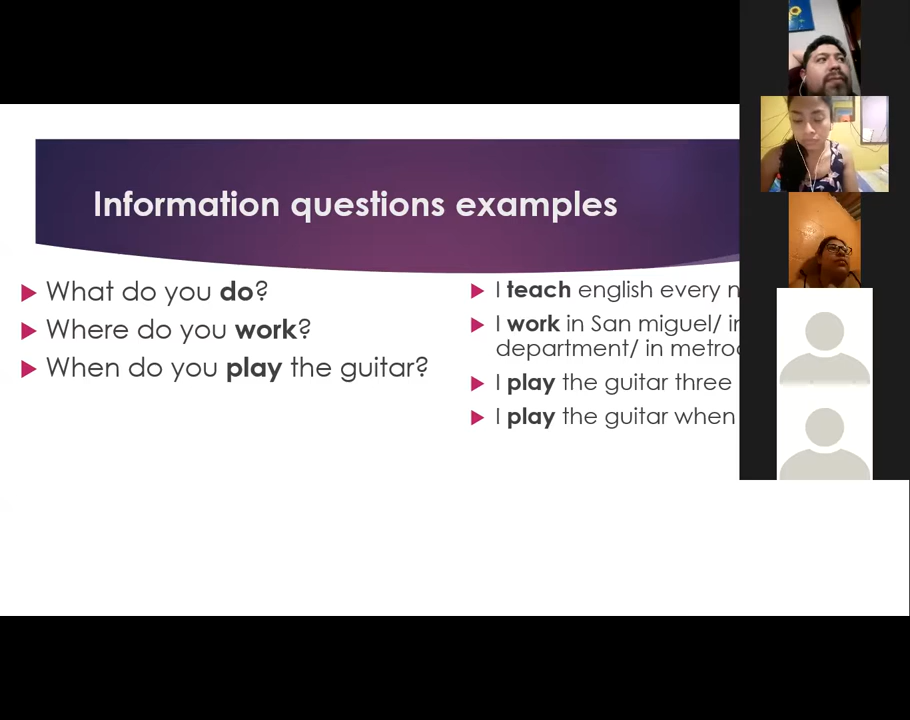 Information questions examples
What do you do?
Where do you work?
When do you play the guitar?
I teach english every
I work in San miguel/
department/ in
I play the guitar three
I play the guitar when